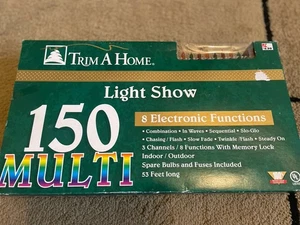 TRIM A HOME®
Light Show
150
MULTI
8 Electronic Functions
• Combination • In Waves • Sequential • Slo-Glo
• Chasing / Flash • Slow Fade • Twinkle / Flash • Steady On
3 Channels / 8 Functions With Memory Lock
Indoor / Outdoor
Spare Bulbs and Fuses Included
53 Feet long